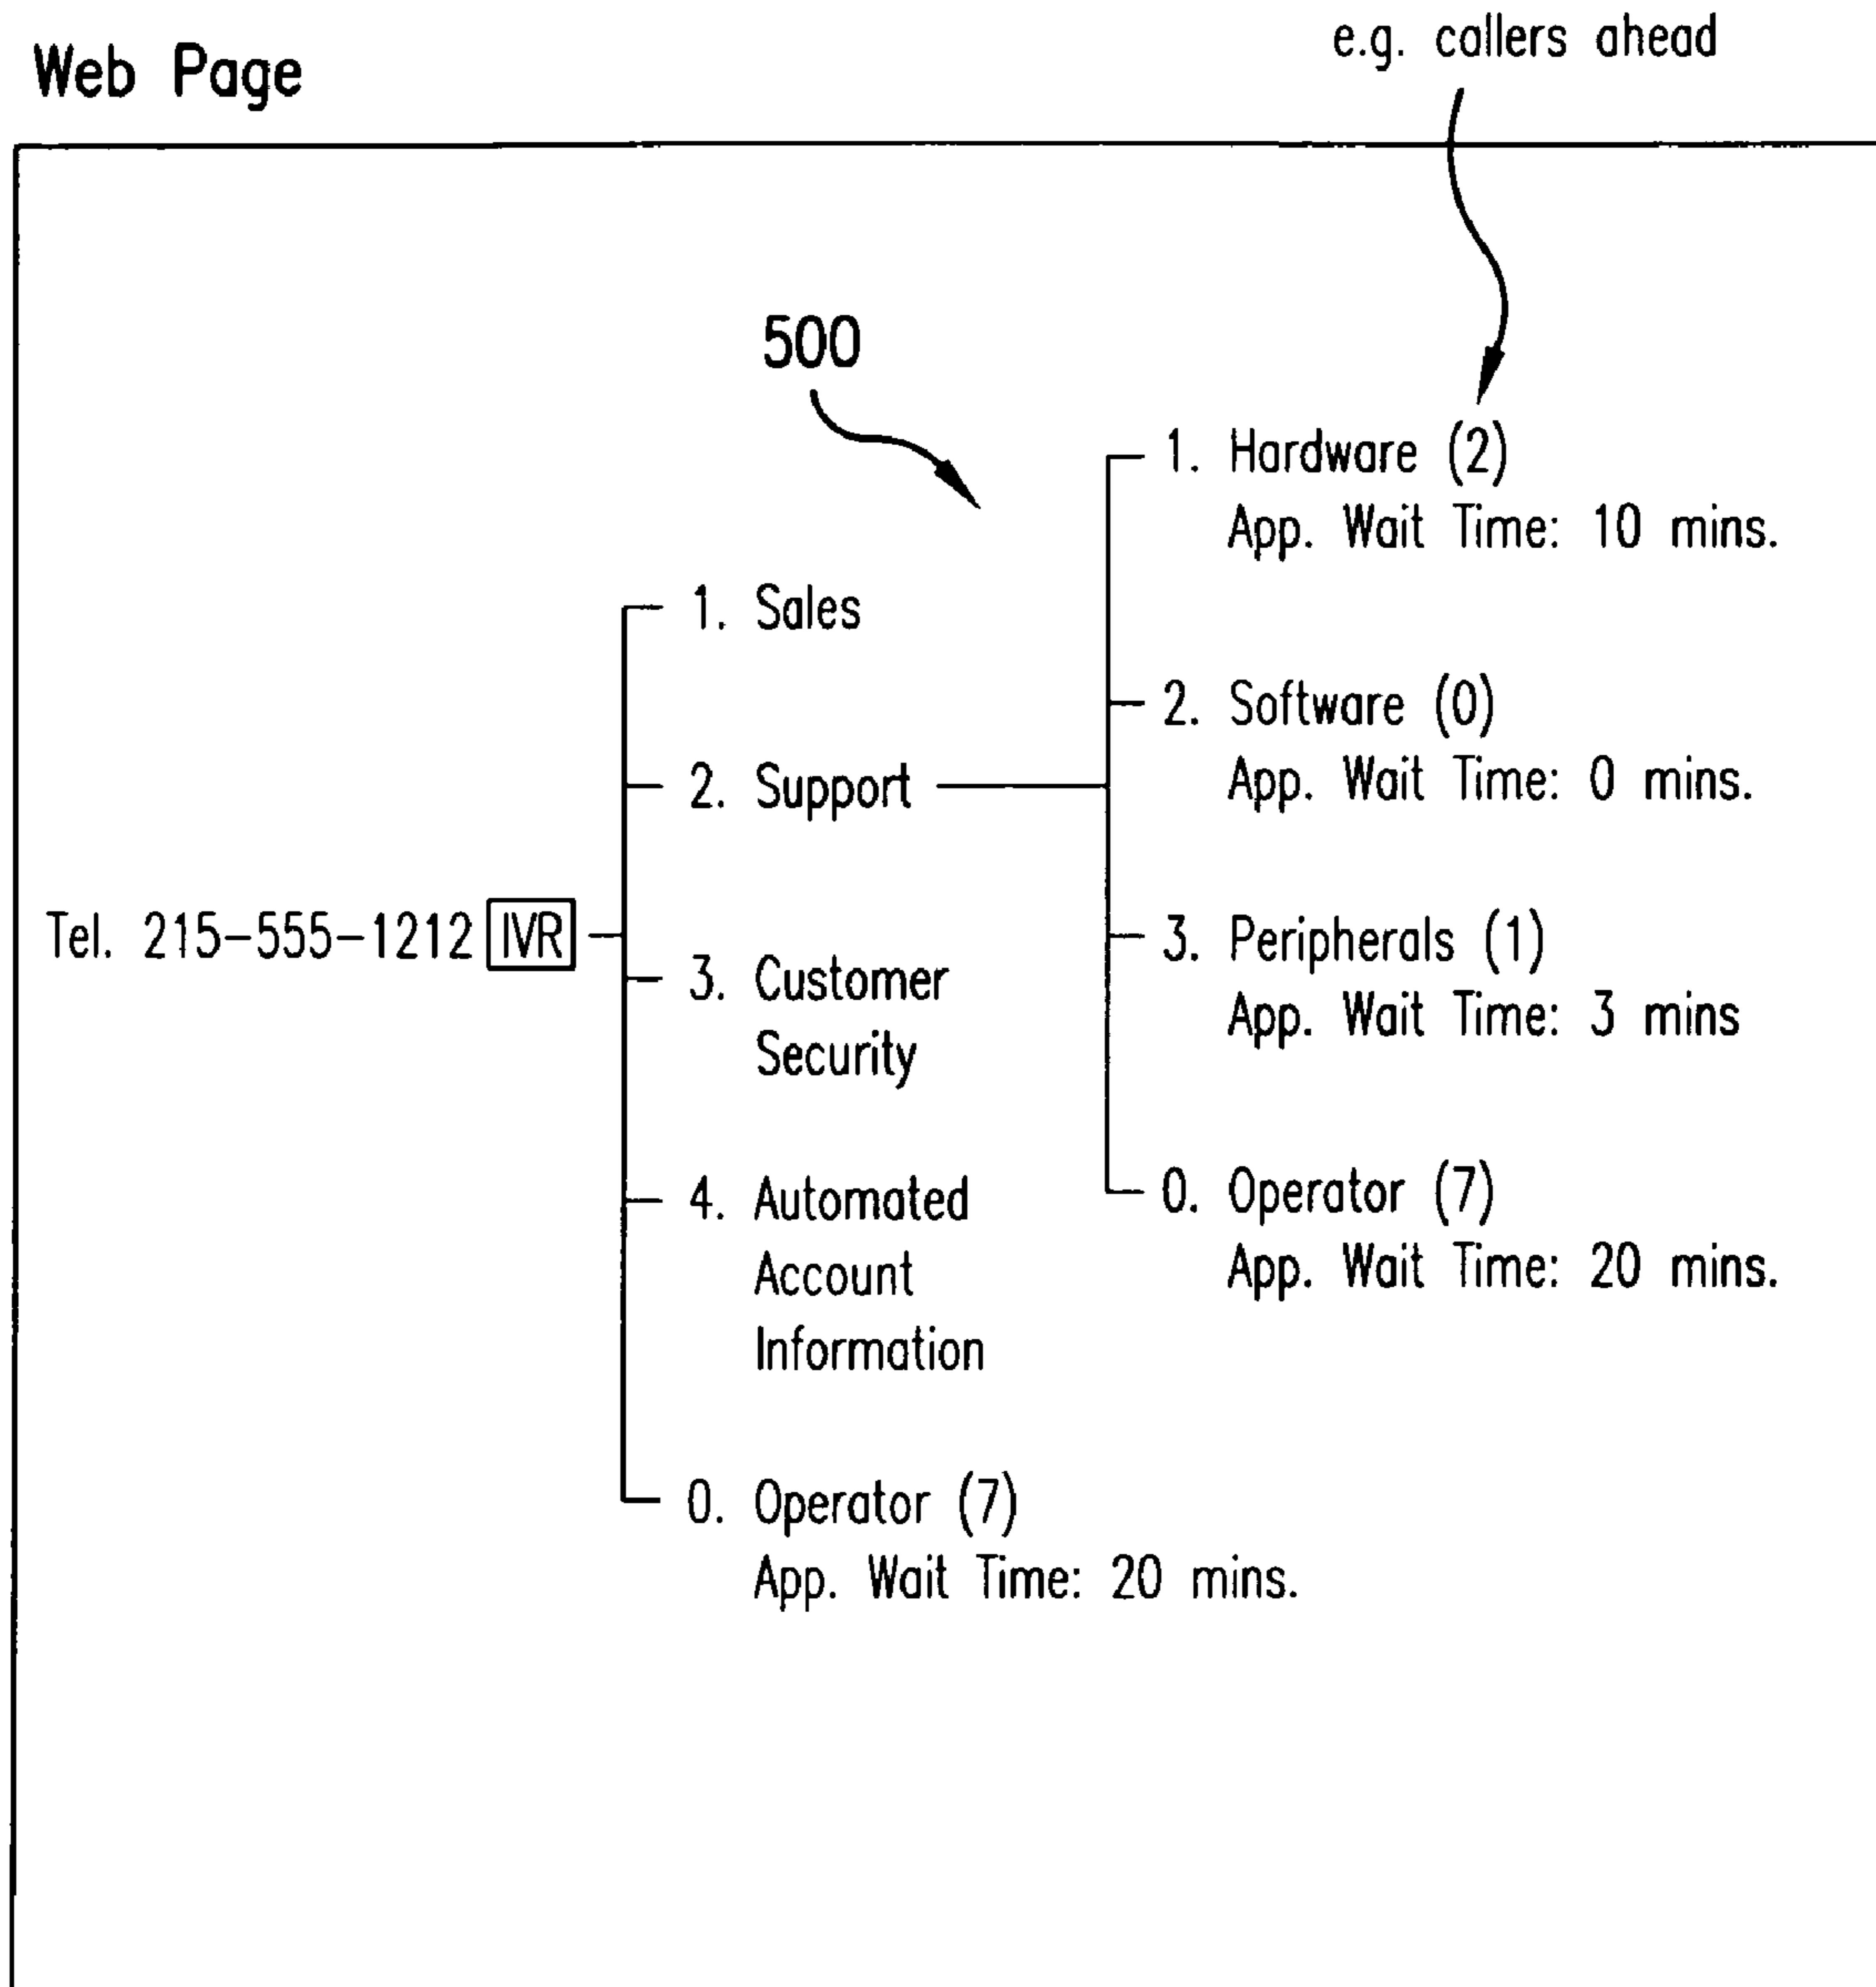 Web Page
e.g. callers ahead
500
Tel. 215-555-1212 IVR
1. Sales
2. Support
3. Customer
Security
4. Automated
Account
Information
0. Operator (7)
App. Wait Time: 20 mins.
1. Hardware (2)
App. Wait Time: 10 mins.
2. Software (0)
App. Wait Time: 0 mins.
3. Peripherals (1)
App. Wait Time: 3 mins
0. Operator (7)
App. Wait Time: 20 mins.